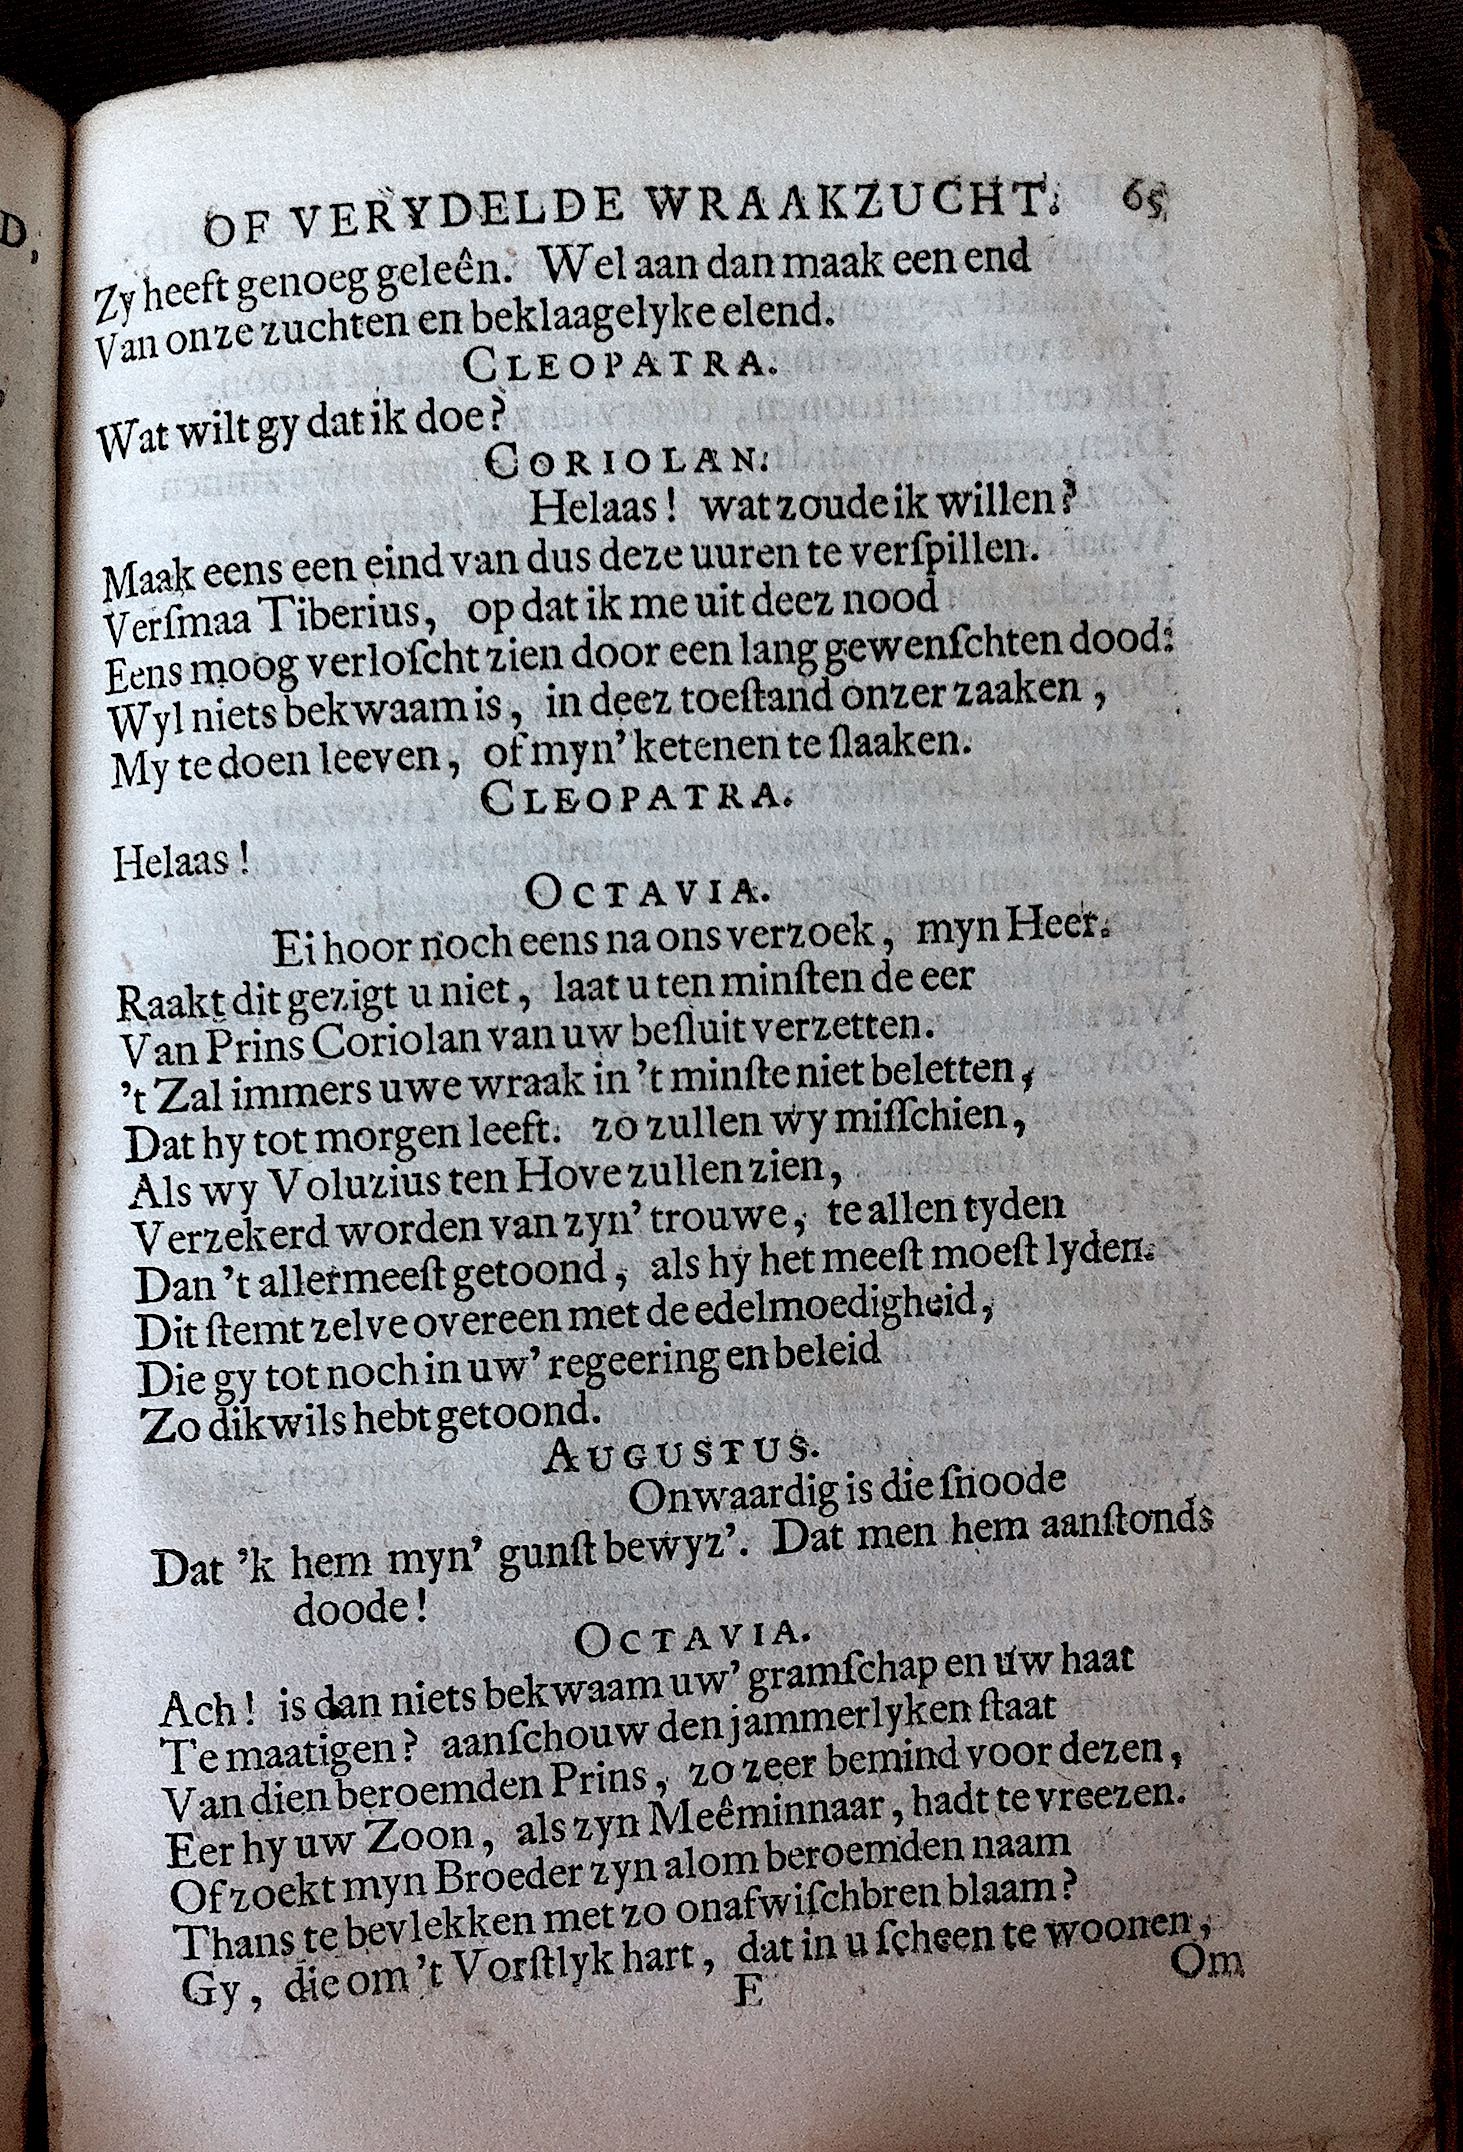 OF VERYDELDE WRAAKZUCHT. 65
Zy heeft genoeg geleên. Wel aan dan maak een end
Van onze zuchten en beklaagelyke elend.
CLEOPATRA.
Wat wilt gy dat ik doe?
CORIOLAN.
Helaas! wat zoude ik willen?
Maak eens een eind van dus deze uuren te verſpillen.
Verſmaa Tiberius, op dat ik me uit deez nood
Eens moog verloſcht zien door een lang gewenſchten dood:
Wyl niets bekwaam is, in deez toeſtand onzer zaaken,
My te doen leeven, of myn' ketenen te ſlaaken.
CLEOPATRA.
Helaas!
OCTAVIA.
Ei hoor noch eens na ons verzoek, myn Heer.
Raakt dit gezigt u niet, laat u ten minſten de eer
Van Prins Coriolan van uw beſluit verzetten.
't Zal immers uwe wraak in 't minſte niet beletten,
Dat hy tot morgen leeft. zo zullen wy miſſchien,
Als wy Voluzius ten Hove zullen zien,
Verzekerd worden van zyn' trouwe, te allen tyden
Dan 't allermeeſt getoond, als hy het meeſt moeſt lyden.
Dit ſtemt zelve overeen met de edelmoedigheid,
Die gy tot noch in uw' regeering en beleid
Zo dikwils hebt getoond.
AUGUSTUS.
Onwaardig is die ſnoode
Dat 'k hem myn' gunſt bewyz'. Dat men hem aanſtonds
doode!
OCTAVIA.
Ach! is dan niets bekwaam uw' gramſchap en uw haat
Te maatigen? aanſchouw den jammerlyken ſtaat
Van dien beroemden Prins, zo zeer bemind voor dezen,
Eer hy uw Zoon, als zyn Meêminnaar, hadt te vreezen.
Of zoekt myn Broeder zyn alom beroemden naam
Thans te bevlekken met zo onafwiſchbren blaam?
Gy, die om 't Vorſtlyk hart, dat in u ſcheen te woonen,
E Om
D,